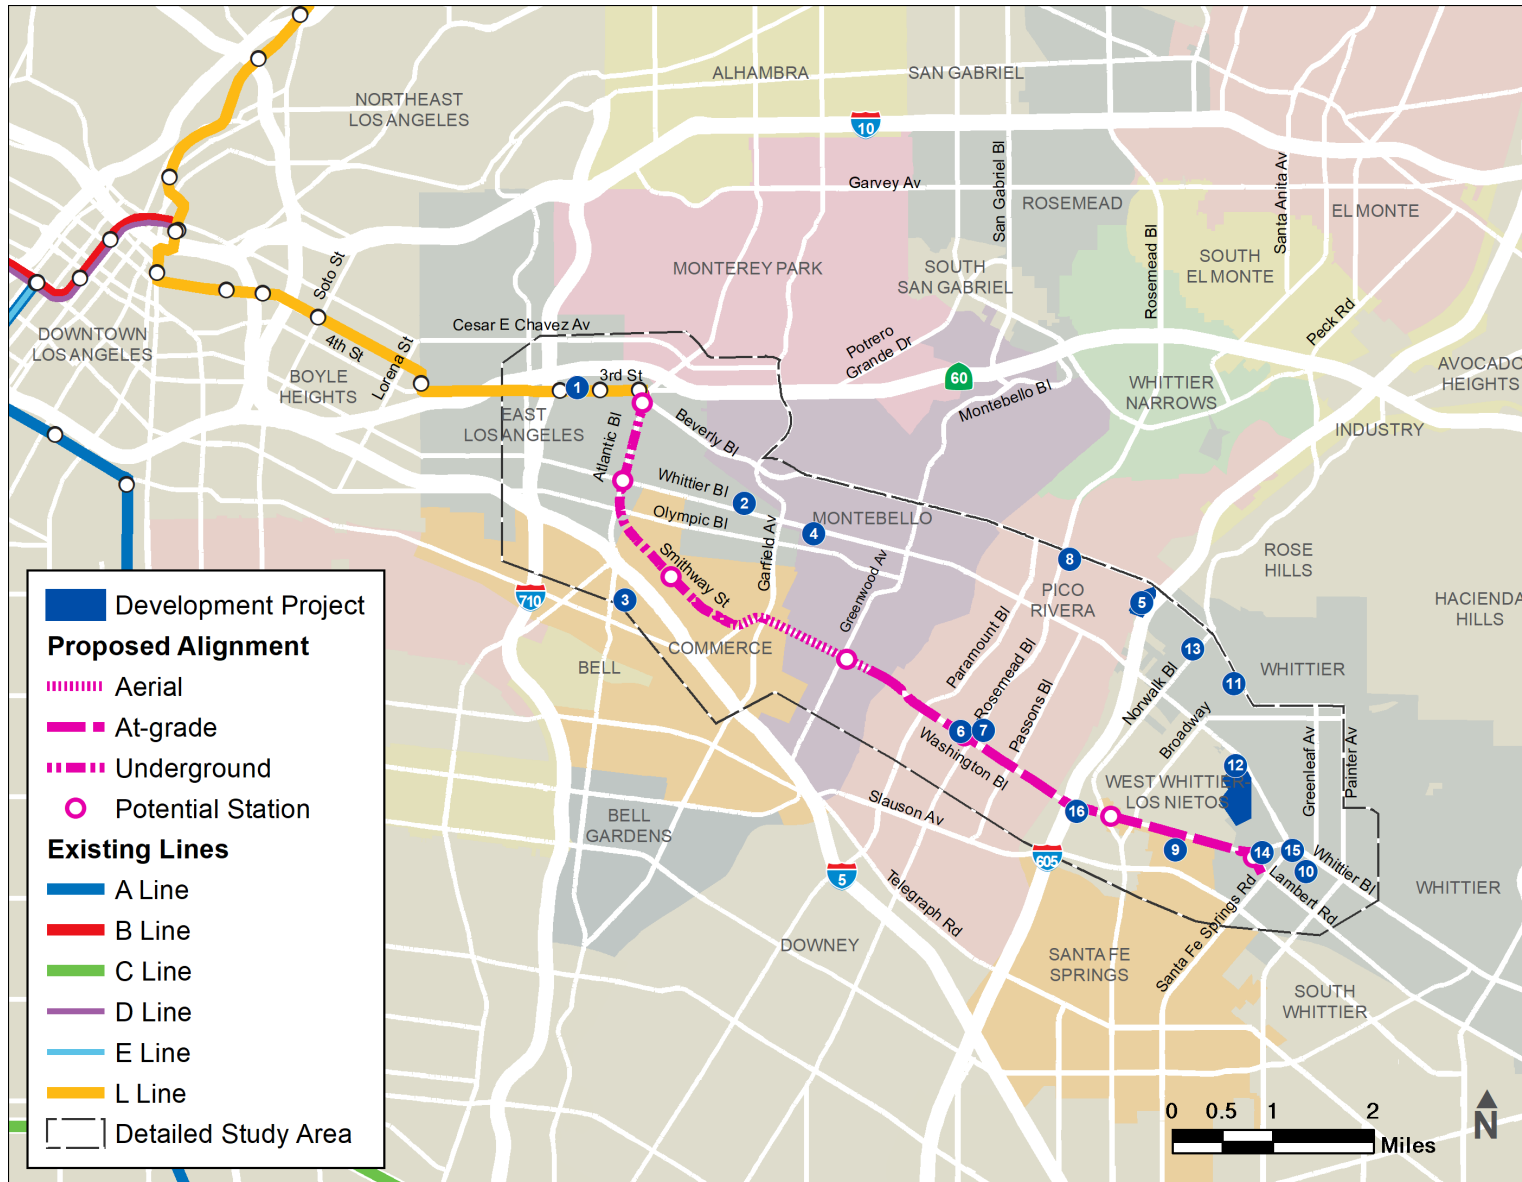 ALHAMBRA
SAN GABRIEL
NORTHEAST
LOS ANGELES
10
San Gabriel Bl
Garvey Av
Santa Anita Av
ROSEMEAD
EL MONTE
Rosemead Bl
SOUTH
EL MONTE
MONTEREY PARK
SOUTH
SAN GABRIEL
Soto St
Peck Rd
DOWNTOWN
LOS ANGELES
Cesar E Chavez Av
4th St
Lorena St
Potrero
Grande Dr
AVOCADO
HEIGHTS
BOYLE
HEIGHTS
3rd St
1
60
WHITTIER
NARROWS
Montebello Bl
EAST
LOS ANGELES
Atlantic Bl
Beverly Bl
INDUSTRY
Whittier Bl
2
Olympic Bl
4
MONTEBELLO
Garfield Av
Smithway St
Greenwood Av
8
ROSE
HILLS
PICO
RIVERA
5
710
3
HACIENDA
HILLS
COMMERCE
BELL
Paramount Bl
Rosemead Bl
Passons Bl
13
WHITTIER
11
Norwalk Bl
Broadway
6
7
Washington Bl
Greenleaf Av
Painter Av
12
WEST WHITTIER
LOS NIETOS
Slauson Av
16
BELL
GARDENS
9
14
15
10
Whittier Bl
Lambert Rd
605
5
Telegraph Rd
Santa Fe Springs Rd
WHITTIER
DOWNEY
SANTA FE
SPRINGS
SOUTH
WHITTIER
Development Project
Proposed Alignment
Aerial
At-grade
Underground
Potential Station
Existing Lines
A Line
B Line
C Line
D Line
E Line
L Line
Detailed Study Area
0 0.5 1 2
Miles
N